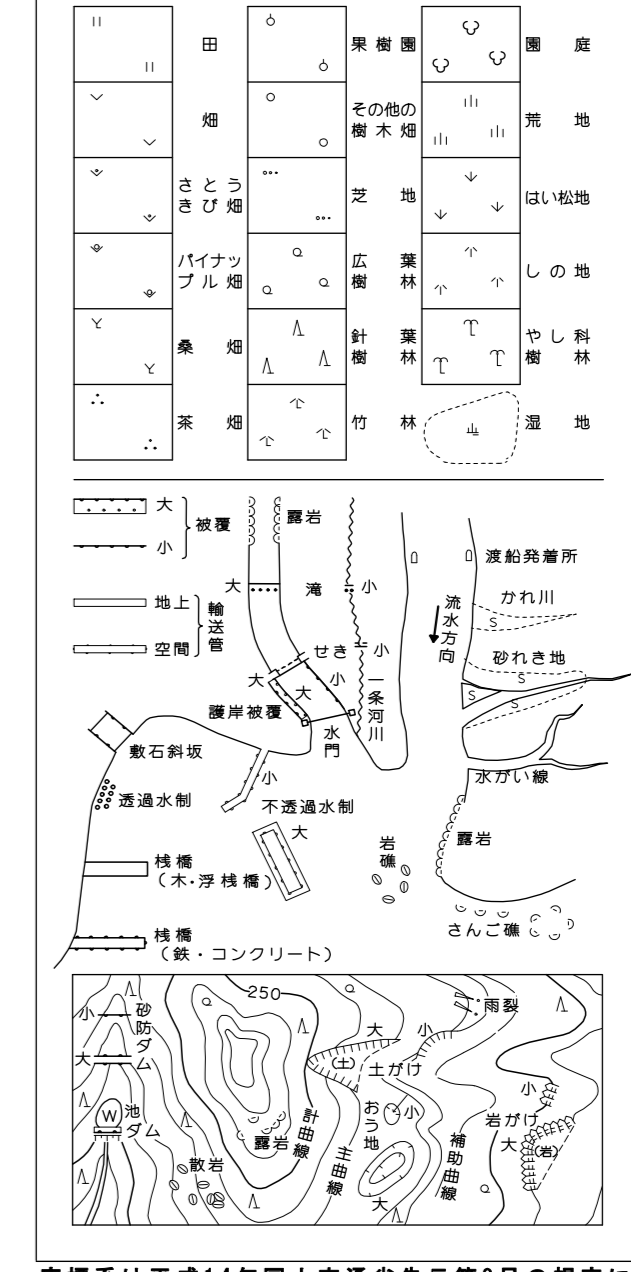 田
果樹園
園庭
畑
その他の
樹木畑
荒地
さとう
きび畑
芝地
はい松地
パイナッ
プル畑
広葉
樹林
しの地
桑畑
針葉
樹林
やし科
樹林
茶畑
竹林
湿地
大
小
被覆
露岩
渡船発着所
大
滝
小
地上
空間
輸送管
流水方向
かれ川
S
せき
小
砂れき地
S
S
大
大
小
一条河川
護岸被覆
水門
敷石斜坂
小
水がい線
透過水制
不透過水制
大
岩礁
露岩
桟橋
(木・浮桟橋)
さんご礁
桟橋
(鉄・コンクリート)
250
小
砂防ダム
大
小
雨裂
大
(土)
土がけ
小
W
池
ダム
おう地
小
岩がけ
大
(岩)
計曲線
露岩
主曲線
補助曲線
散岩
大